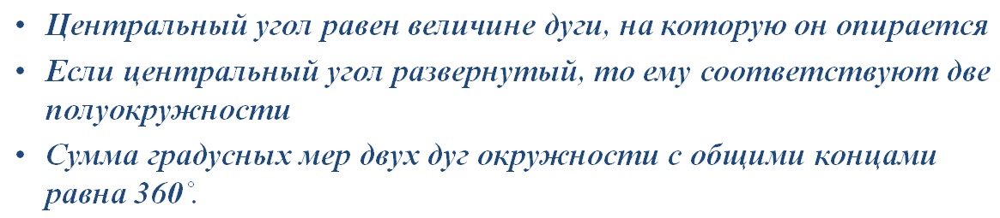 • Центральный угол равен величине дуги, на которую он опирается
• Если центральный угол развернутый, то ему соответствуют две
полуокружности
• Сумма градусных мер двух дуг окружности с общими концами
равна 360°.